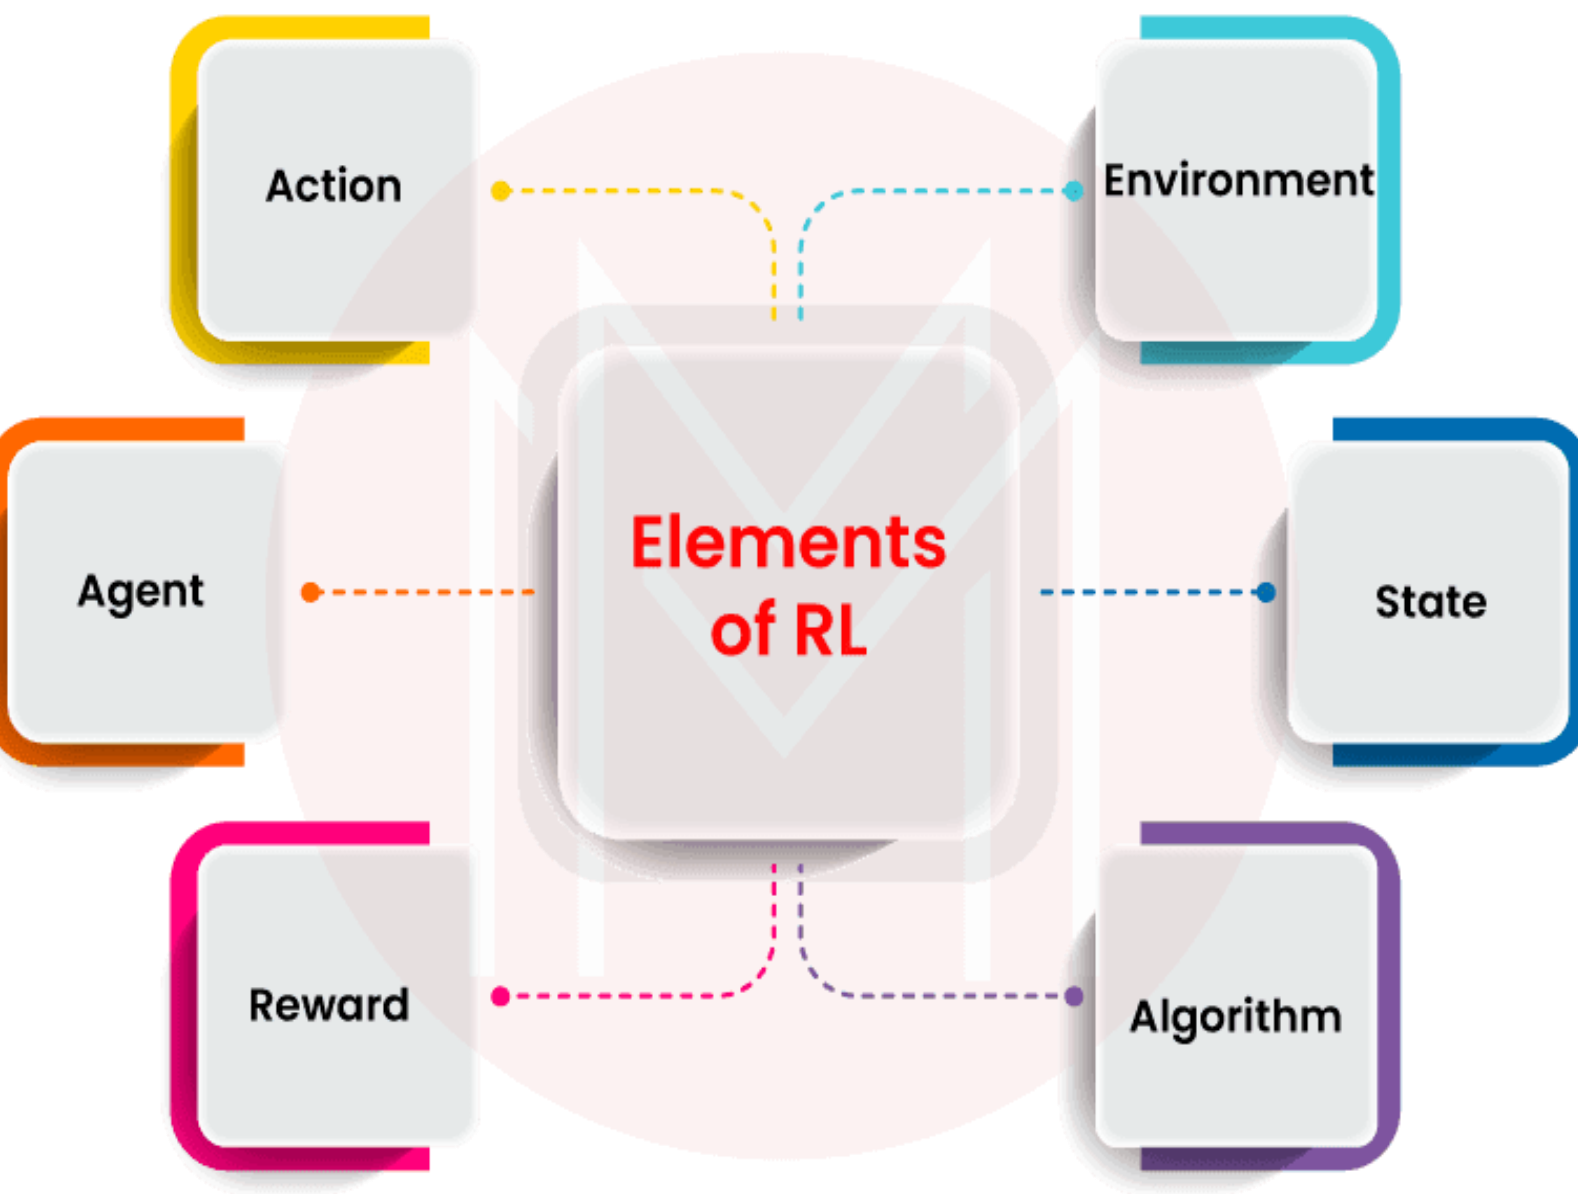 Action
Environment
Agent
Elements
of RL
State
Reward
Algorithm